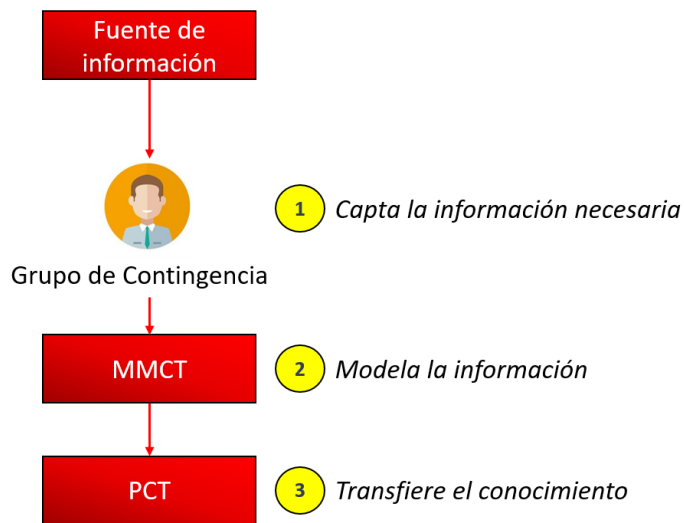 Fuente de
información
1 Capta la información necesaria
Grupo de Contingencia
MMCT
2 Modela la información
PCT
3 Transfiere el conocimiento